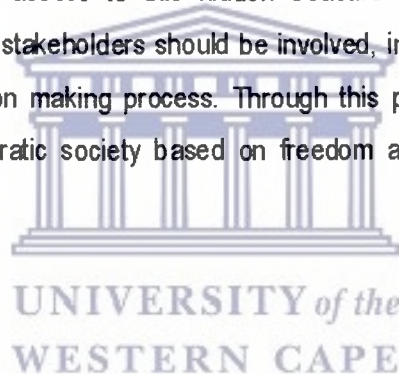 stakeholders should be involved, in
on making process. Through this p
ratic society based on freedom a
UNIVERSITY of the
WESTERN CAPE